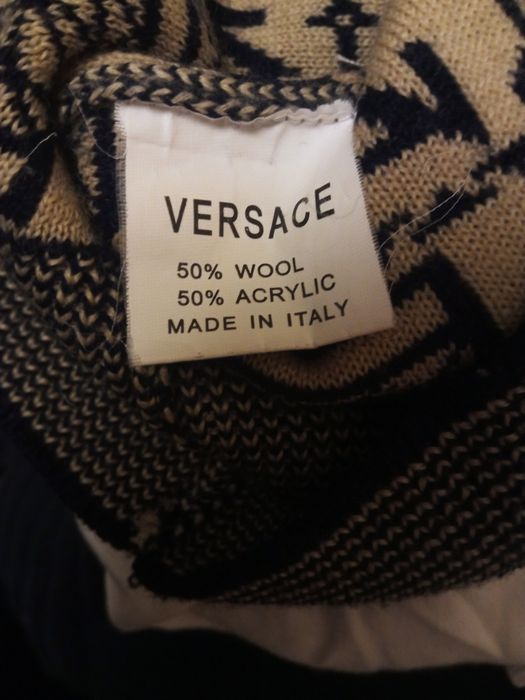 VERSACE
50% WOOL
50% ACRYLIC
MADE IN ITALY